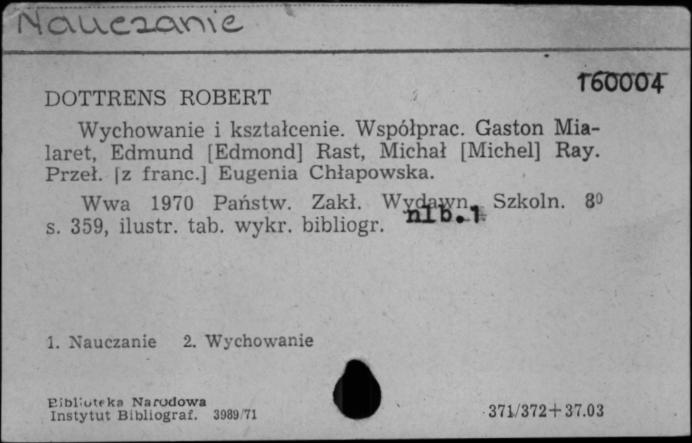 Nauczanie
160004
DOTTRENS ROBERT
Wychowanie i kształcenie. Współprac. Gaston Mia-
laret, Edmund [Edmond] Rast, Michał [Michel] Ray.
Przeł. [z franc.] Eugenia Chłapowska.
Wwa 1970 Państw. Zakł. Wydawn. Szkoln. 8⁰
s. 359, ilustr. tab. wykr. bibliogr. nlb. 1
1. Nauczanie 2. Wychowanie
Biblioteka Narodowa
Instytut Bibliograf. 3989/71
371/372+37.03